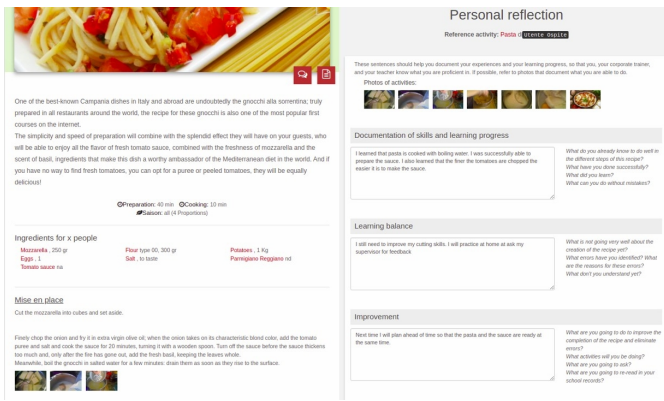 One of the best-known Campania dishes in Italy and abroad are undoubtedly the gnocchi alla sorrentina; truly
prepared in all restaurants around the world, the recipe for these gnocchi is also one of the most popular first
courses on the internet.
The simplicity and speed of preparation will combine with the splendid effect they will have on your guests, who
will be able to enjoy all the flavor of fresh tomato sauce, combined with the freshness of mozzarella and the
scent of basil, ingredients that make this dish a worthy ambassador of the Mediterranean diet in the world. And if
you have no way to find fresh tomatoes, you can opt for a puree or peeled tomatoes, they will be equally
delicious!
Preparation: 40 min Cooking: 10 min
Saison: all (4 Proportions)
Ingredients for x people
Mozzarella , 250 gr
Eggs , 1
Tomato sauce na
Flour type 00, 300 gr
Salt , to taste
Potatoes , 1 Kg
Parmigiano Reggiano nd
Mise en place
Cut the mozzarella into cubes and set aside.
Finely chop the onion and fry it in extra virgin olive oil; when the onion takes on its characteristic blond color, add the tomato
puree and salt and cook the sauce for 20 minutes, turning it with a wooden spoon. Turn off the sauce before the sauce thickens
too much and, only after the fire has gone out, add the fresh basil, keeping the leaves whole.
Meanwhile, boil the gnocchi in salted water for a few minutes: drain them as soon as they rise to the surface.
Personal reflection
Reference activity: Pasta d Utente Ospite
These sentences should help you document your experiences and your learning progress, so that you, your corporate trainer,
and your teacher know what you are proficient in. If possible, refer to photos that document what you are able to do.
Photos of activities:
Documentation of skills and learning progress
I learned that pasta is cooked with boiling water. I was successfully able to
prepare the sauce. I also learned that the finer the tomatoes are chopped the
easier it is to make the sauce.
What do you already know to do well in
the different steps of this recipe?
What have you done successfully?
What did you learn?
What can you do without mistakes?
Learning balance
I still need to improve my cutting skills. I will practice at home at ask my
supervisor for feedback
What is not going very well about the
creation of the recipe yet?
What errors have you identified? What
are the reasons for these errors?
What don't you understand yet?
Improvement
Next time I will plan ahead of time so that the pasta and the sauce are ready at
the same time.
What are you going to do to improve the
completion of the recipe and eliminate
errors?
What activities will you be doing?
What are you going to ask?
What are you going to re-read in your
school records?